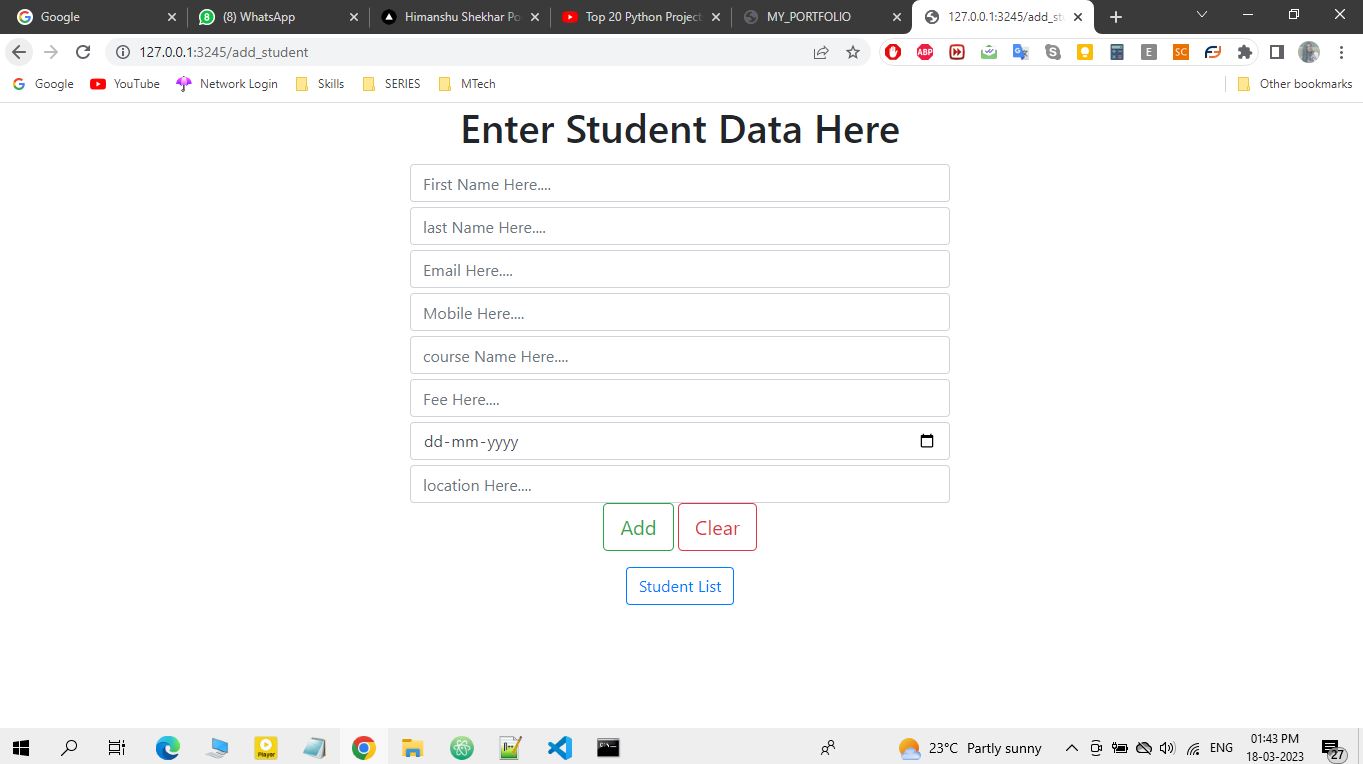 Google
(8) WhatsApp
Himanshu Shekhar Po
Top 20 Python Project
MY_PORTFOLIO
127.0.0.1:3245/add_st
127.0.0.1:3245/add_student
ABP
E
SC
Google
YouTube
Network Login
Skills
SERIES
MTech
Other bookmarks
Enter Student Data Here
First Name Here....
last Name Here....
Email Here....
Mobile Here....
course Name Here....
Fee Here....
dd-mm-yyyy
location Here....
Add
Clear
Student List
Player
23°C Partly sunny
ENG
01:43 PM
18-03-2023
27